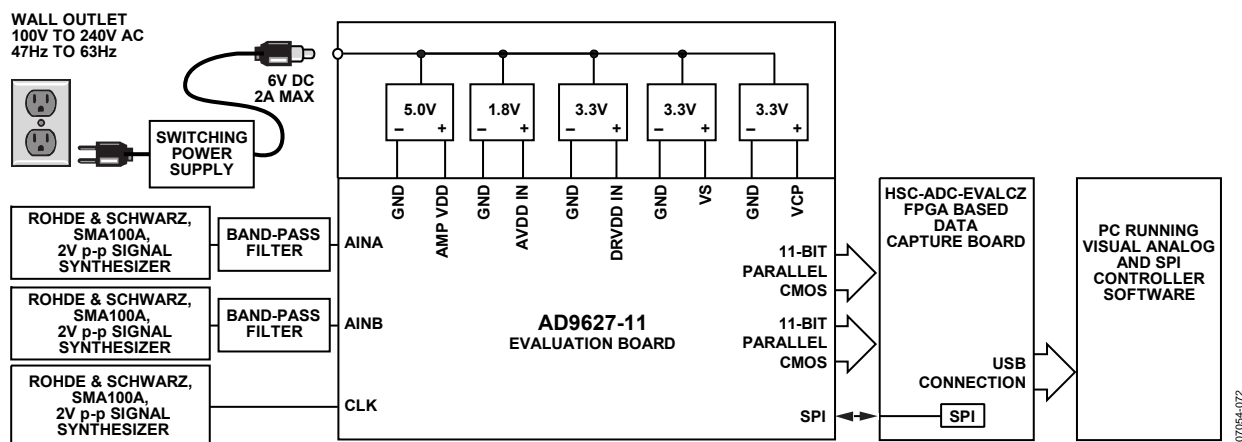 WALL OUTLET
100V TO 240V AC
47Hz TO 63Hz
6V DC
2A MAX
SWITCHING
POWER
SUPPLY
5.0V
– +
1.8V
– +
3.3V
– +
3.3V
– +
3.3V
– +
GND
AMP VDD
GND
AVDD IN
GND
DRVDD IN
GND
VS
GND
VCP
ROHDE & SCHWARZ,
SMA100A,
2V p-p SIGNAL
SYNTHESIZER
BAND-PASS
FILTER
AINA
ROHDE & SCHWARZ,
SMA100A,
2V p-p SIGNAL
SYNTHESIZER
BAND-PASS
FILTER
AINB
ROHDE & SCHWARZ,
SMA100A,
2V p-p SIGNAL
SYNTHESIZER
CLK
AD9627-11
EVALUATION BOARD
11-BIT
PARALLEL
CMOS
11-BIT
PARALLEL
CMOS
SPI
HSC-ADC-EVALCZ
FPGA BASED
DATA
CAPTURE BOARD
USB
CONNECTION
SPI
PC RUNNING
VISUAL ANALOG
AND SPI
CONTROLLER
SOFTWARE
07054-072